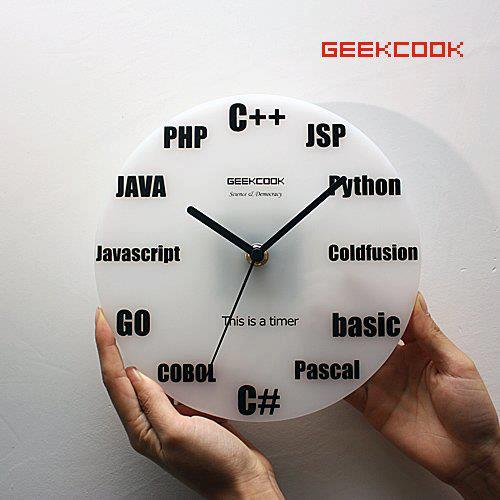 GEEKCOOK
C++
PHP
JSP
JAVA
GEEKCOOK
Python
Science & Democracy
Javascript
Coldfusion
GO
This is a timer
basic
COBOL
Pascal
C#